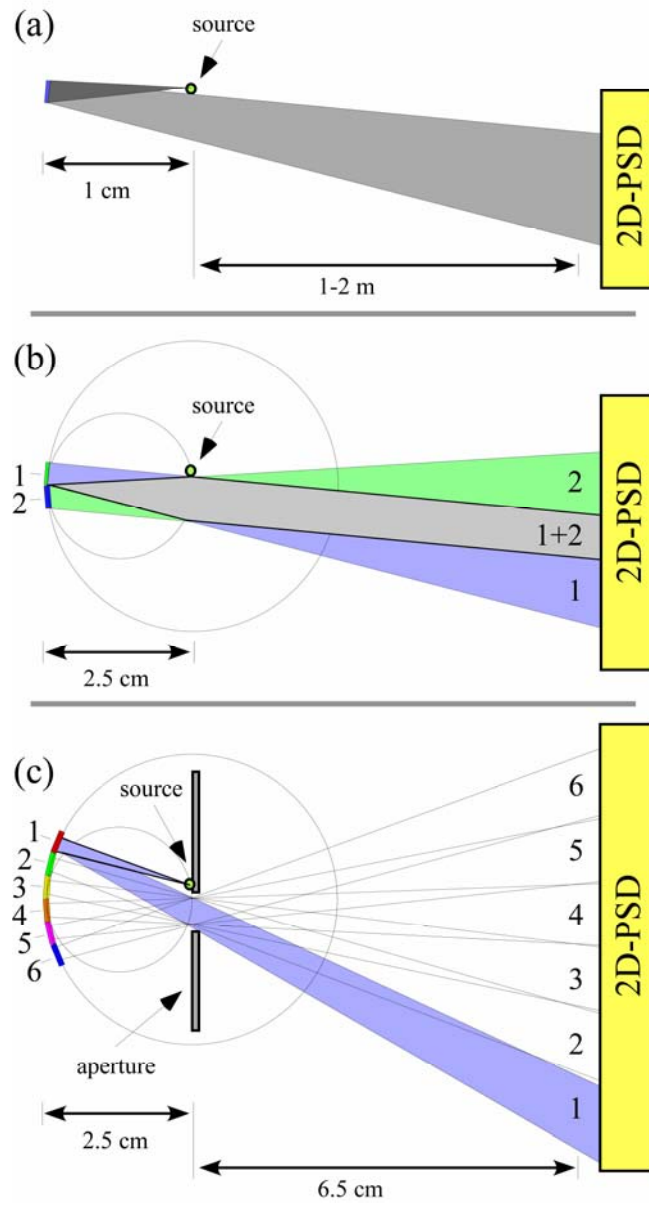 (a)
source
1 cm
1-2 m
2D-PSD
(b)
source
1
2
2
1+2
1
2.5 cm
2D-PSD
(c)
source
1
2
3
4
5
6
6
5
4
3
2
1
aperture
2.5 cm
6.5 cm
2D-PSD